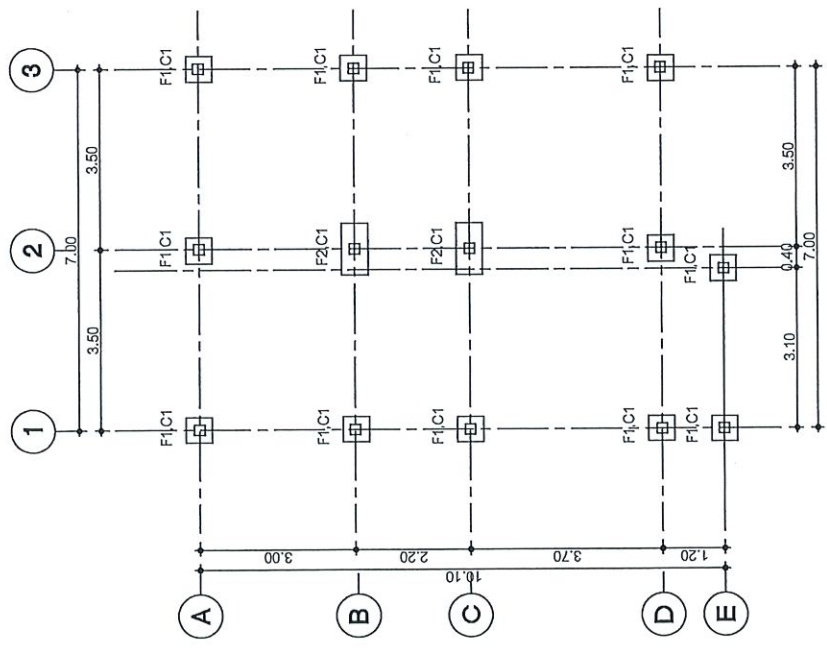 3
2
1
7.00
3.50
3.50
F1,C1
F1,C1
F1,C1
F1,C1
F2,C1
F1,C1
F1,C1
F2,C1
F1,C1
F1,C1
F1,C1
F1,C1
F1,C1
F1,C1
3.50
0.40
3.10
7.00
3.00
2.20
3.70
1.20
10.10
A
B
C
D
E